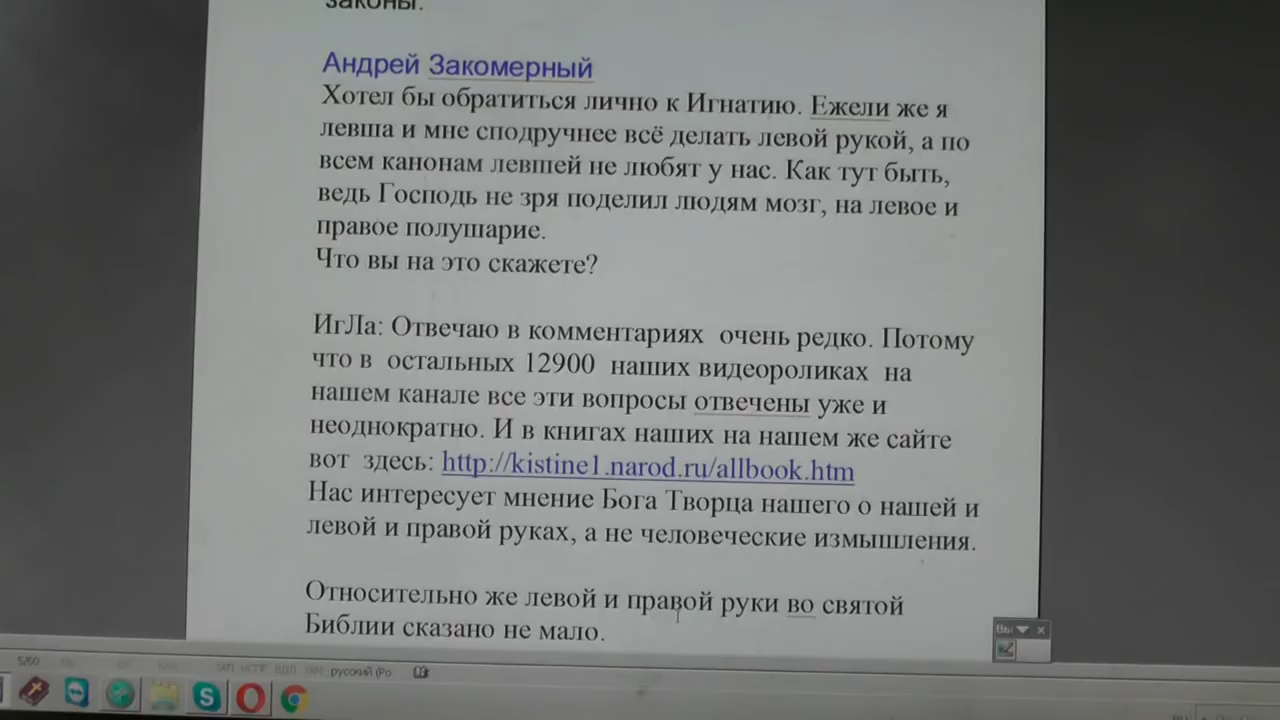 законы.
Андрей Закомерный
Хотел бы обратиться лично к Игнатию. Ежели же я
левша и мне сподручнее всё делать левой рукой, а по
всем канонам левшей не любят у нас. Как тут быть,
ведь Господь не зря поделил людям мозг, на левое и
правое полушарие.
Что вы на это скажете?
ИгЛа: Отвечаю в комментариях очень редко. Потому
что в остальных 12900 наших видеороликах на
нашем канале все эти вопросы отвечены уже и
неоднократно. И в книгах наших на нашем же сайте
вот здесь: http://kistine1.narod.ru/allbook.htm
Нас интересует мнение Бога Творца нашего о нашей и
левой и правой руках, а не человеческие измышления.
Относительно же левой и правой руки во святой
Библии сказано не мало.
Вы
5/50
русский (Ро